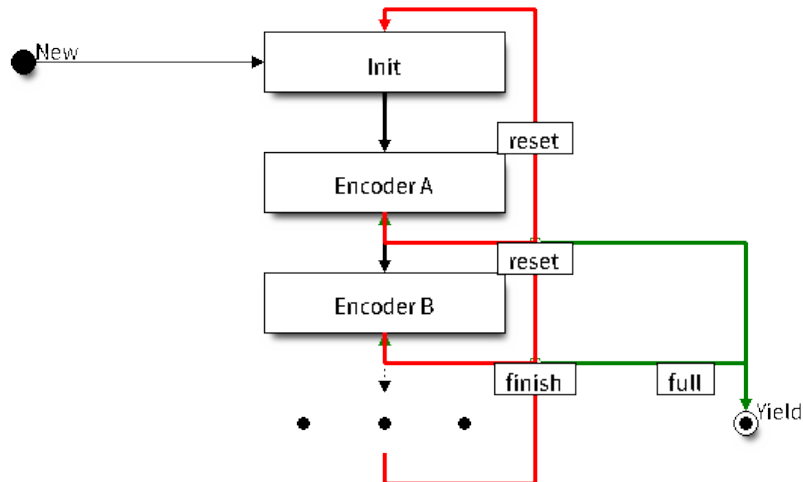 New
Init
reset
Encoder A
reset
Encoder B
finish
full
Yield